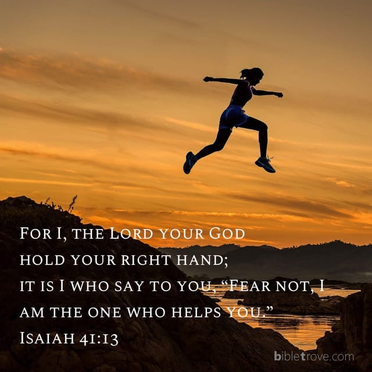 For I, the Lord your God
hold your right hand;
it is I who say to you, “Fear not, I
am the one who helps you.”
Isaiah 41:13
bibletrove.com